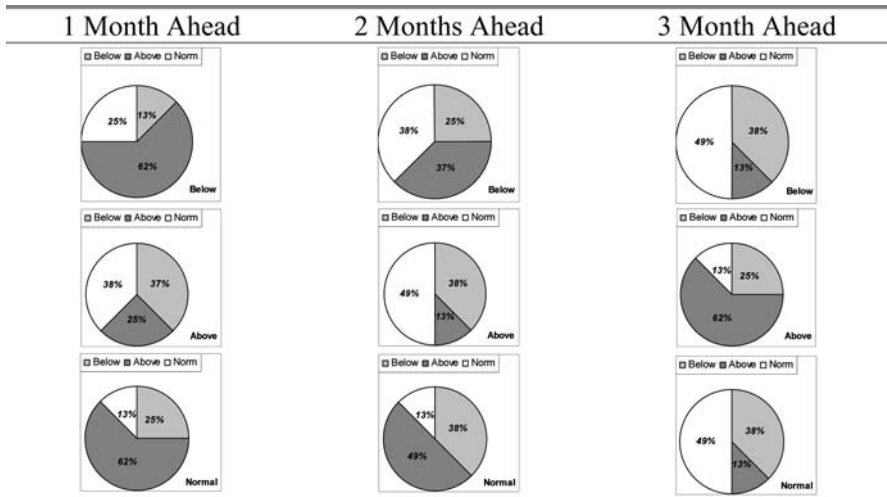 1 Month Ahead 2 Months Ahead 3 Month Ahead
Below Above Norm Below Above Norm Below Above Norm
25% 13% 62% Below
38% 25% 37% Below
49% 38% 13% Below
Below Above Norm Below Above Norm Below Above Norm
38% 37% 25% Above
49% 38% 13% Above
13% 25% 62% Above
Below Above Norm Below Above Norm Below Above Norm
13% 25% 62% Normal
13% 38% 49% Normal
49% 38% 13% Normal